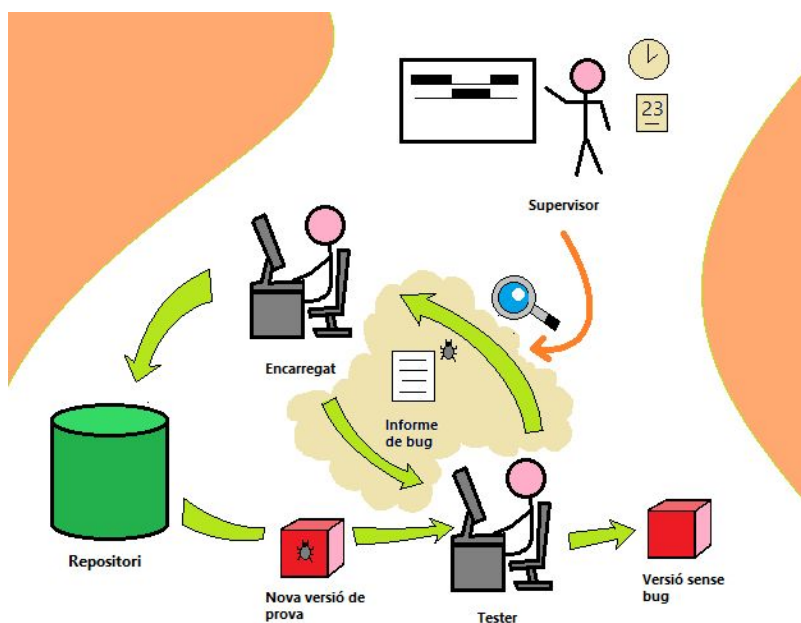 23
Supervisor
Encarregat
Informe
de bug
Repositori
Nova versió de
prova
Tester
Versió sense
bug